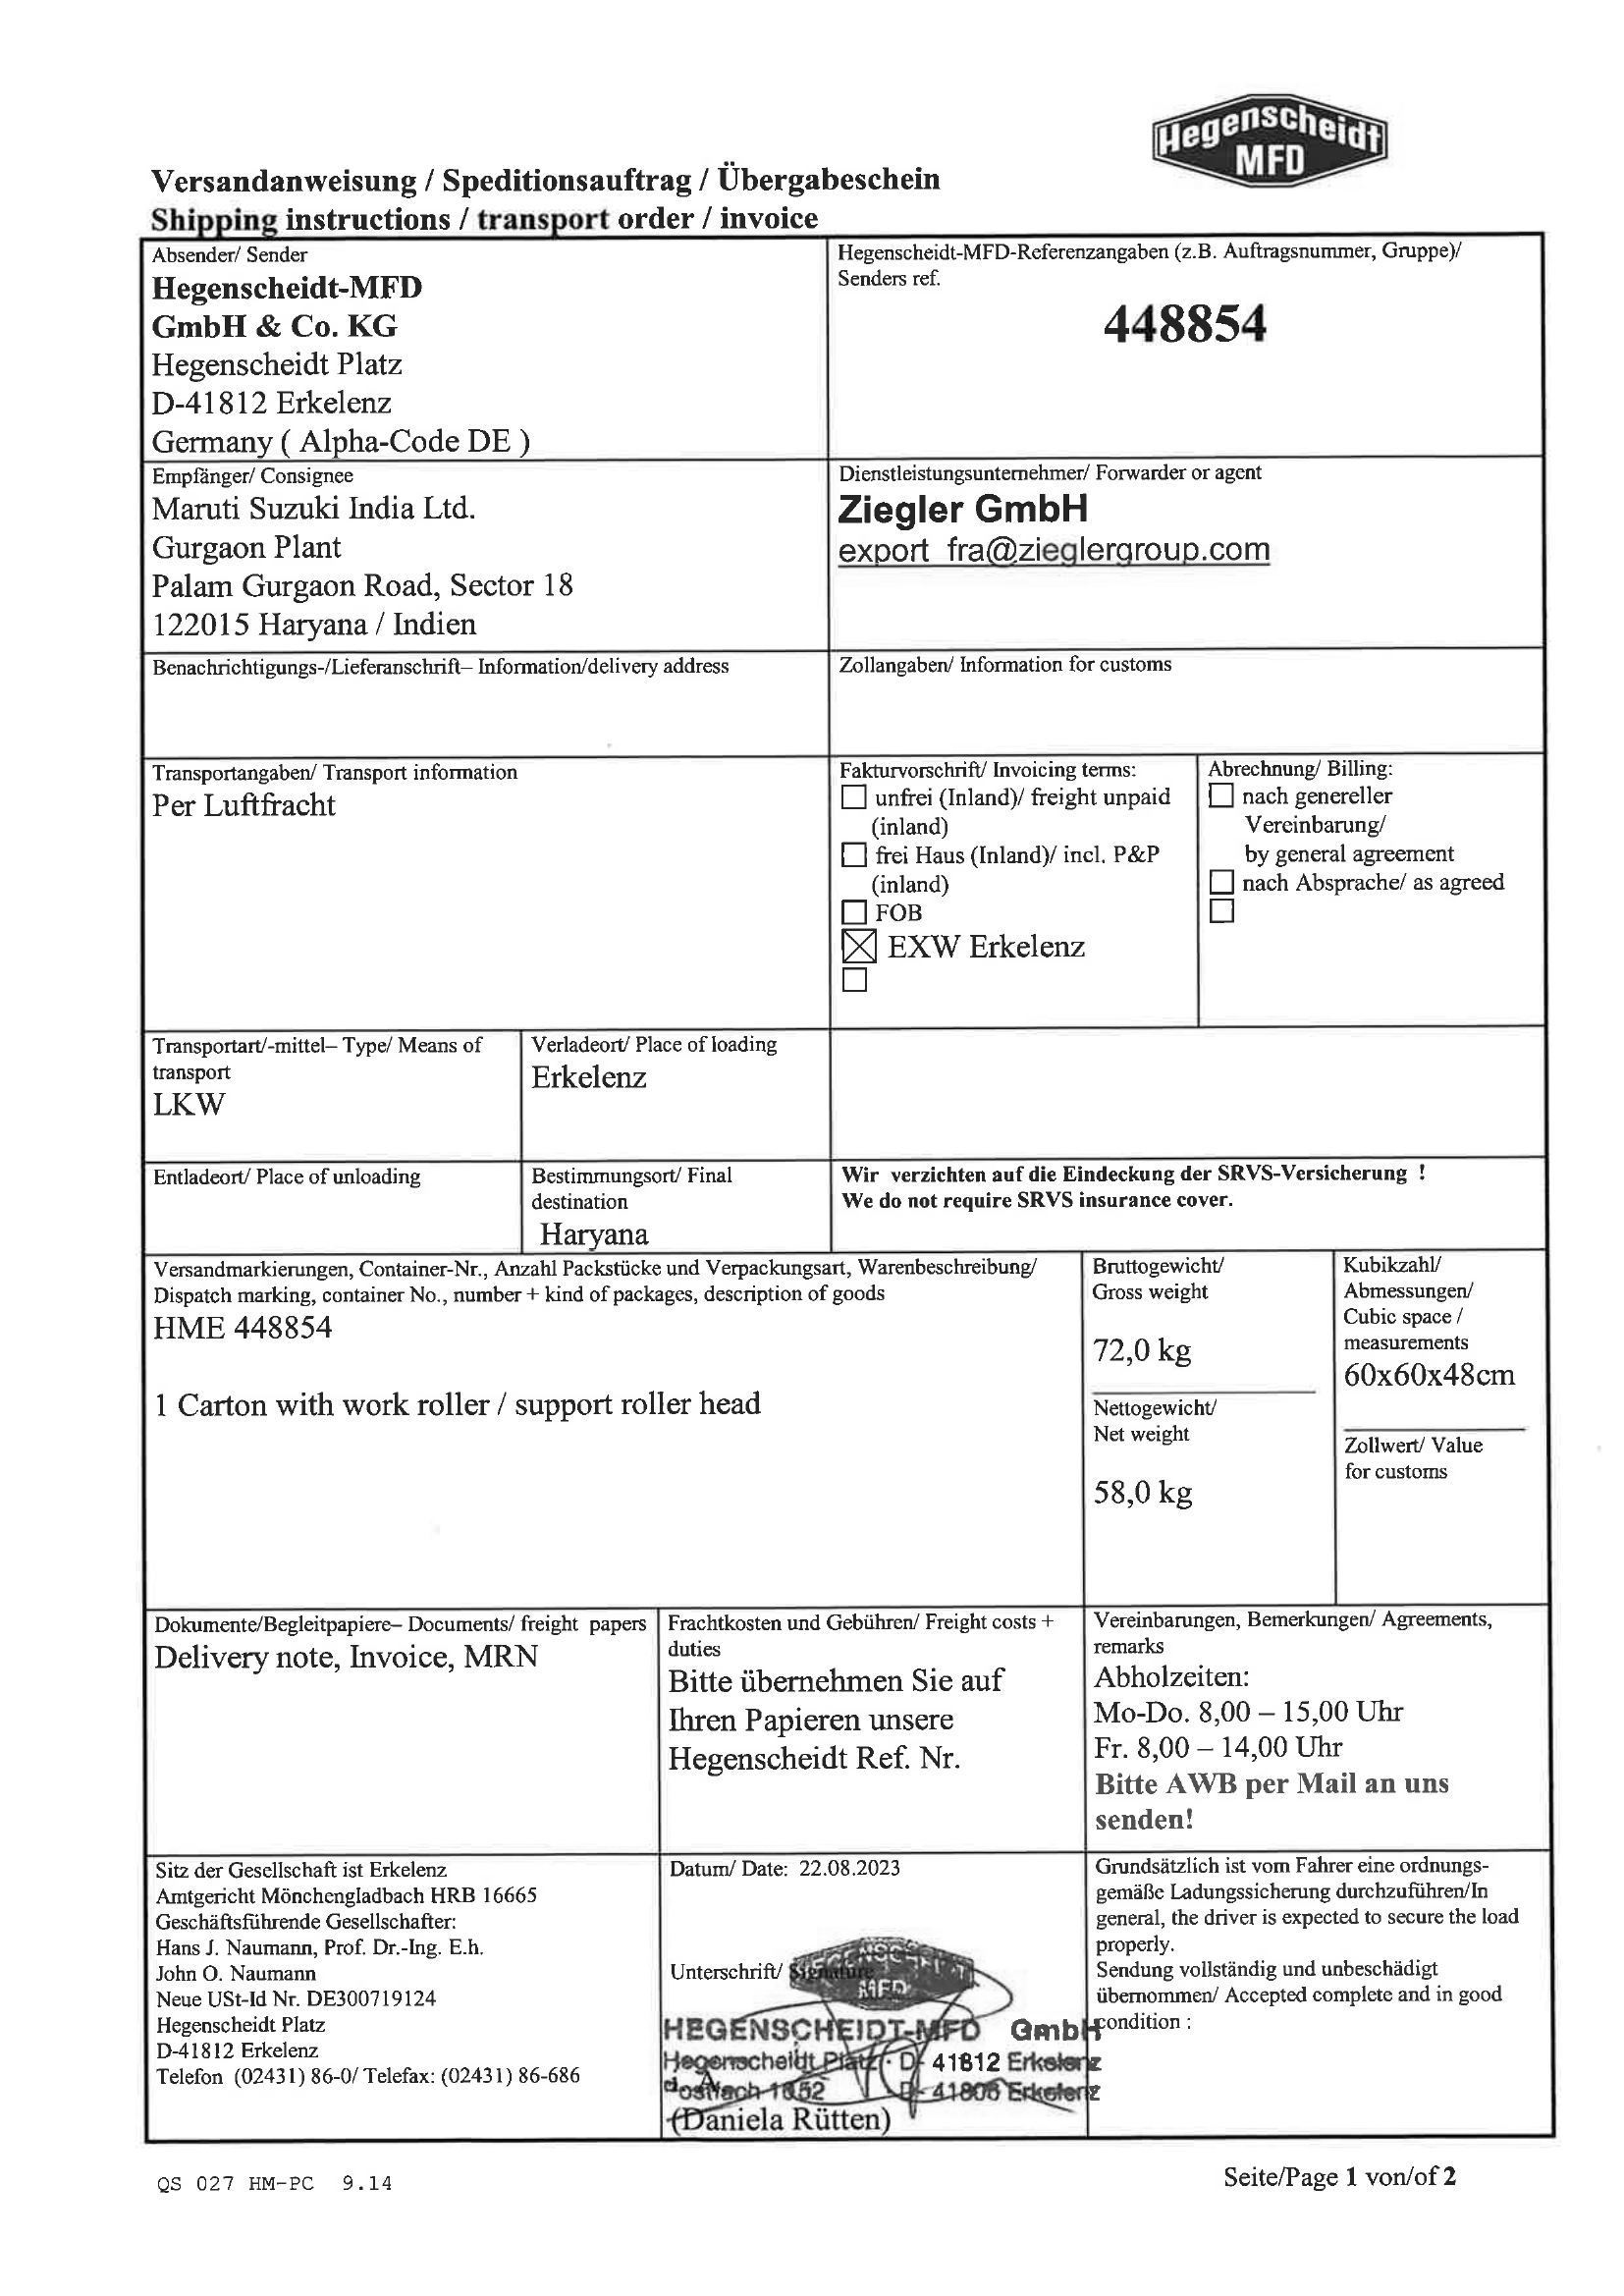 Hegenscheidt
MFD
Versandanweisung / Speditionsauftrag / Übergabeschein
Shipping instructions / transport order / invoice
Absender/ Sender
Hegenscheidt-MFD
GmbH & Co. KG
Hegenscheidt Platz
D-41812 Erkelenz
Germany ( Alpha-Code DE )
Hegenscheidt-MFD-Referenzangaben (z.B. Auftragsnummer, Gruppe)/
Senders ref.
448854
Empfänger/ Consignee
Maruti Suzuki India Ltd.
Gurgaon Plant
Palam Gurgaon Road, Sector 18
122015 Haryana / Indien
Dienstleistungsunternehmer/ Forwarder or agent
Ziegler GmbH
export_fra@zieglergroup.com
Benachrichtigungs-/Lieferanschrift– Information/delivery address
Zollangaben/ Information for customs
Transportangaben/ Transport information
Per Luftfracht
Fakturvorschrift/ Invoicing terms:
☐ unfrei (Inland)/ freight unpaid
(inland)
☐ frei Haus (Inland)/ incl. P&P
(inland)
☐ FOB
☒ EXW Erkelenz
☐
Abrechnung/ Billing:
☐ nach genereller
Vereinbarung/
by general agreement
☐ nach Absprache/ as agreed
☐
Transportart/-mittel– Type/ Means of
transport
LKW
Verladeort/ Place of loading
Erkelenz
Entladeort/ Place of unloading
Bestimmungsort/ Final
destination
Haryana
Wir verzichten auf die Eindeckung der SRVS-Versicherung !
We do not require SRVS insurance cover.
Versandmarkierungen, Container-Nr., Anzahl Packstücke und Verpackungsart, Warenbeschreibung/
Dispatch marking, container No., number + kind of packages, description of goods
HME 448854
1 Carton with work roller / support roller head
Bruttogewicht/
Gross weight
72,0 kg
Nettogewicht/
Net weight
58,0 kg
Kubikzahl/
Abmessungen/
Cubic space /
measurements
60x60x48cm
Zollwert/ Value
for customs
Dokumente/Begleitpapiere– Documents/ freight papers
Delivery note, Invoice, MRN
Frachtkosten und Gebühren/ Freight costs +
duties
Bitte übernehmen Sie auf
Ihren Papieren unsere
Hegenscheidt Ref. Nr.
Vereinbarungen, Bemerkungen/ Agreements,
remarks
Abholzeiten:
Mo-Do. 8,00 – 15,00 Uhr
Fr. 8,00 – 14,00 Uhr
Bitte AWB per Mail an uns
senden!
Sitz der Gesellschaft ist Erkelenz
Amtgericht Mönchengladbach HRB 16665
Geschäftsführende Gesellschafter:
Hans J. Naumann, Prof. Dr.-Ing. E.h.
John O. Naumann
Neue USt-Id Nr. DE300719124
Hegenscheidt Platz
D-41812 Erkelenz
Telefon (02431) 86-0/ Telefax: (02431) 86-686
Datum/ Date: 22.08.2023
Unterschrift/ Signature
HEGENSCHEIDT
MFD
HEGENSCHEIDT-MFD GmbH
Hegenscheidt Platz · D- 41812 Erkelenz
Postfach 1652 D- 41806 Erkelenz
(Daniela Rütten)
Grundsätzlich ist vom Fahrer eine ordnungs-
gemäße Ladungssicherung durchzuführen/In
general, the driver is expected to secure the load
properly.
Sendung vollständig und unbeschädigt
übernommen/ Accepted complete and in good
condition :
QS 027 HM-PC 9.14
Seite/Page 1 von/of 2